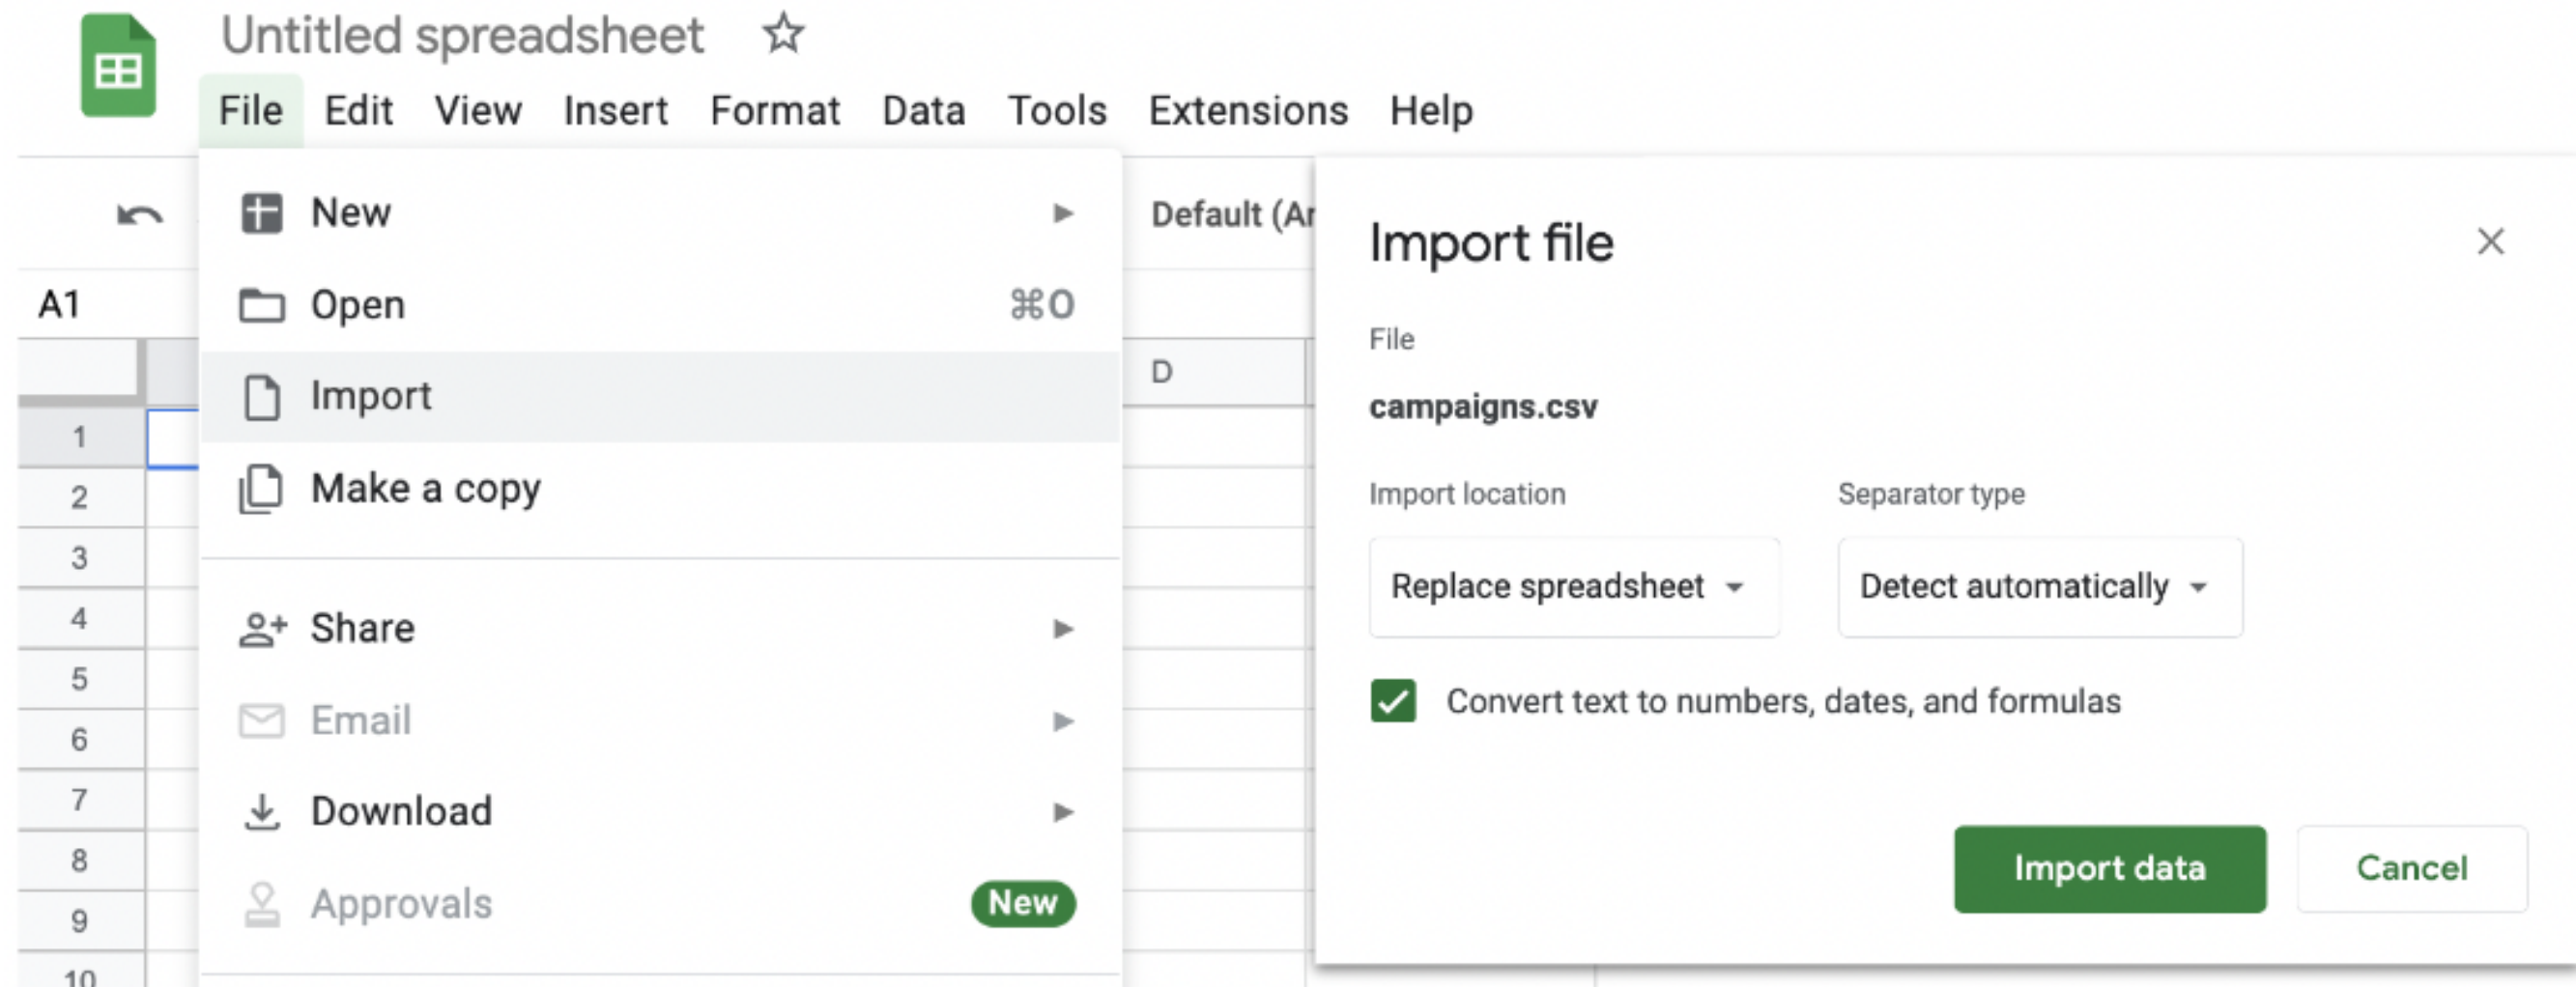 Untitled spreadsheet
File Edit View Insert Format Data Tools Extensions Help
New
Open ⌘O
Import
Make a copy
Share
Email
Download
Approvals New
Default (Ar
A1
D
1
2
3
4
5
6
7
8
9
10
Import file
File
campaigns.csv
Import location Separator type
Replace spreadsheet Detect automatically
Convert text to numbers, dates, and formulas
Import data Cancel